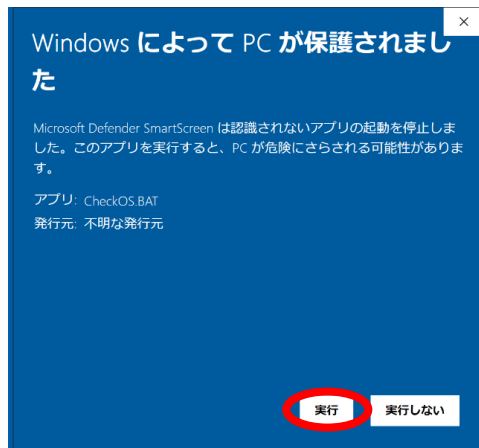 Windows によって PC が保護されまし
た
Microsoft Defender SmartScreen は認識されないアプリの起動を停止しま
した。このアプリを実行すると、PC が危険にさらされる可能性がありま
す。
アプリ: CheckOS.BAT
発行元: 不明な発行元
実行 実行しない